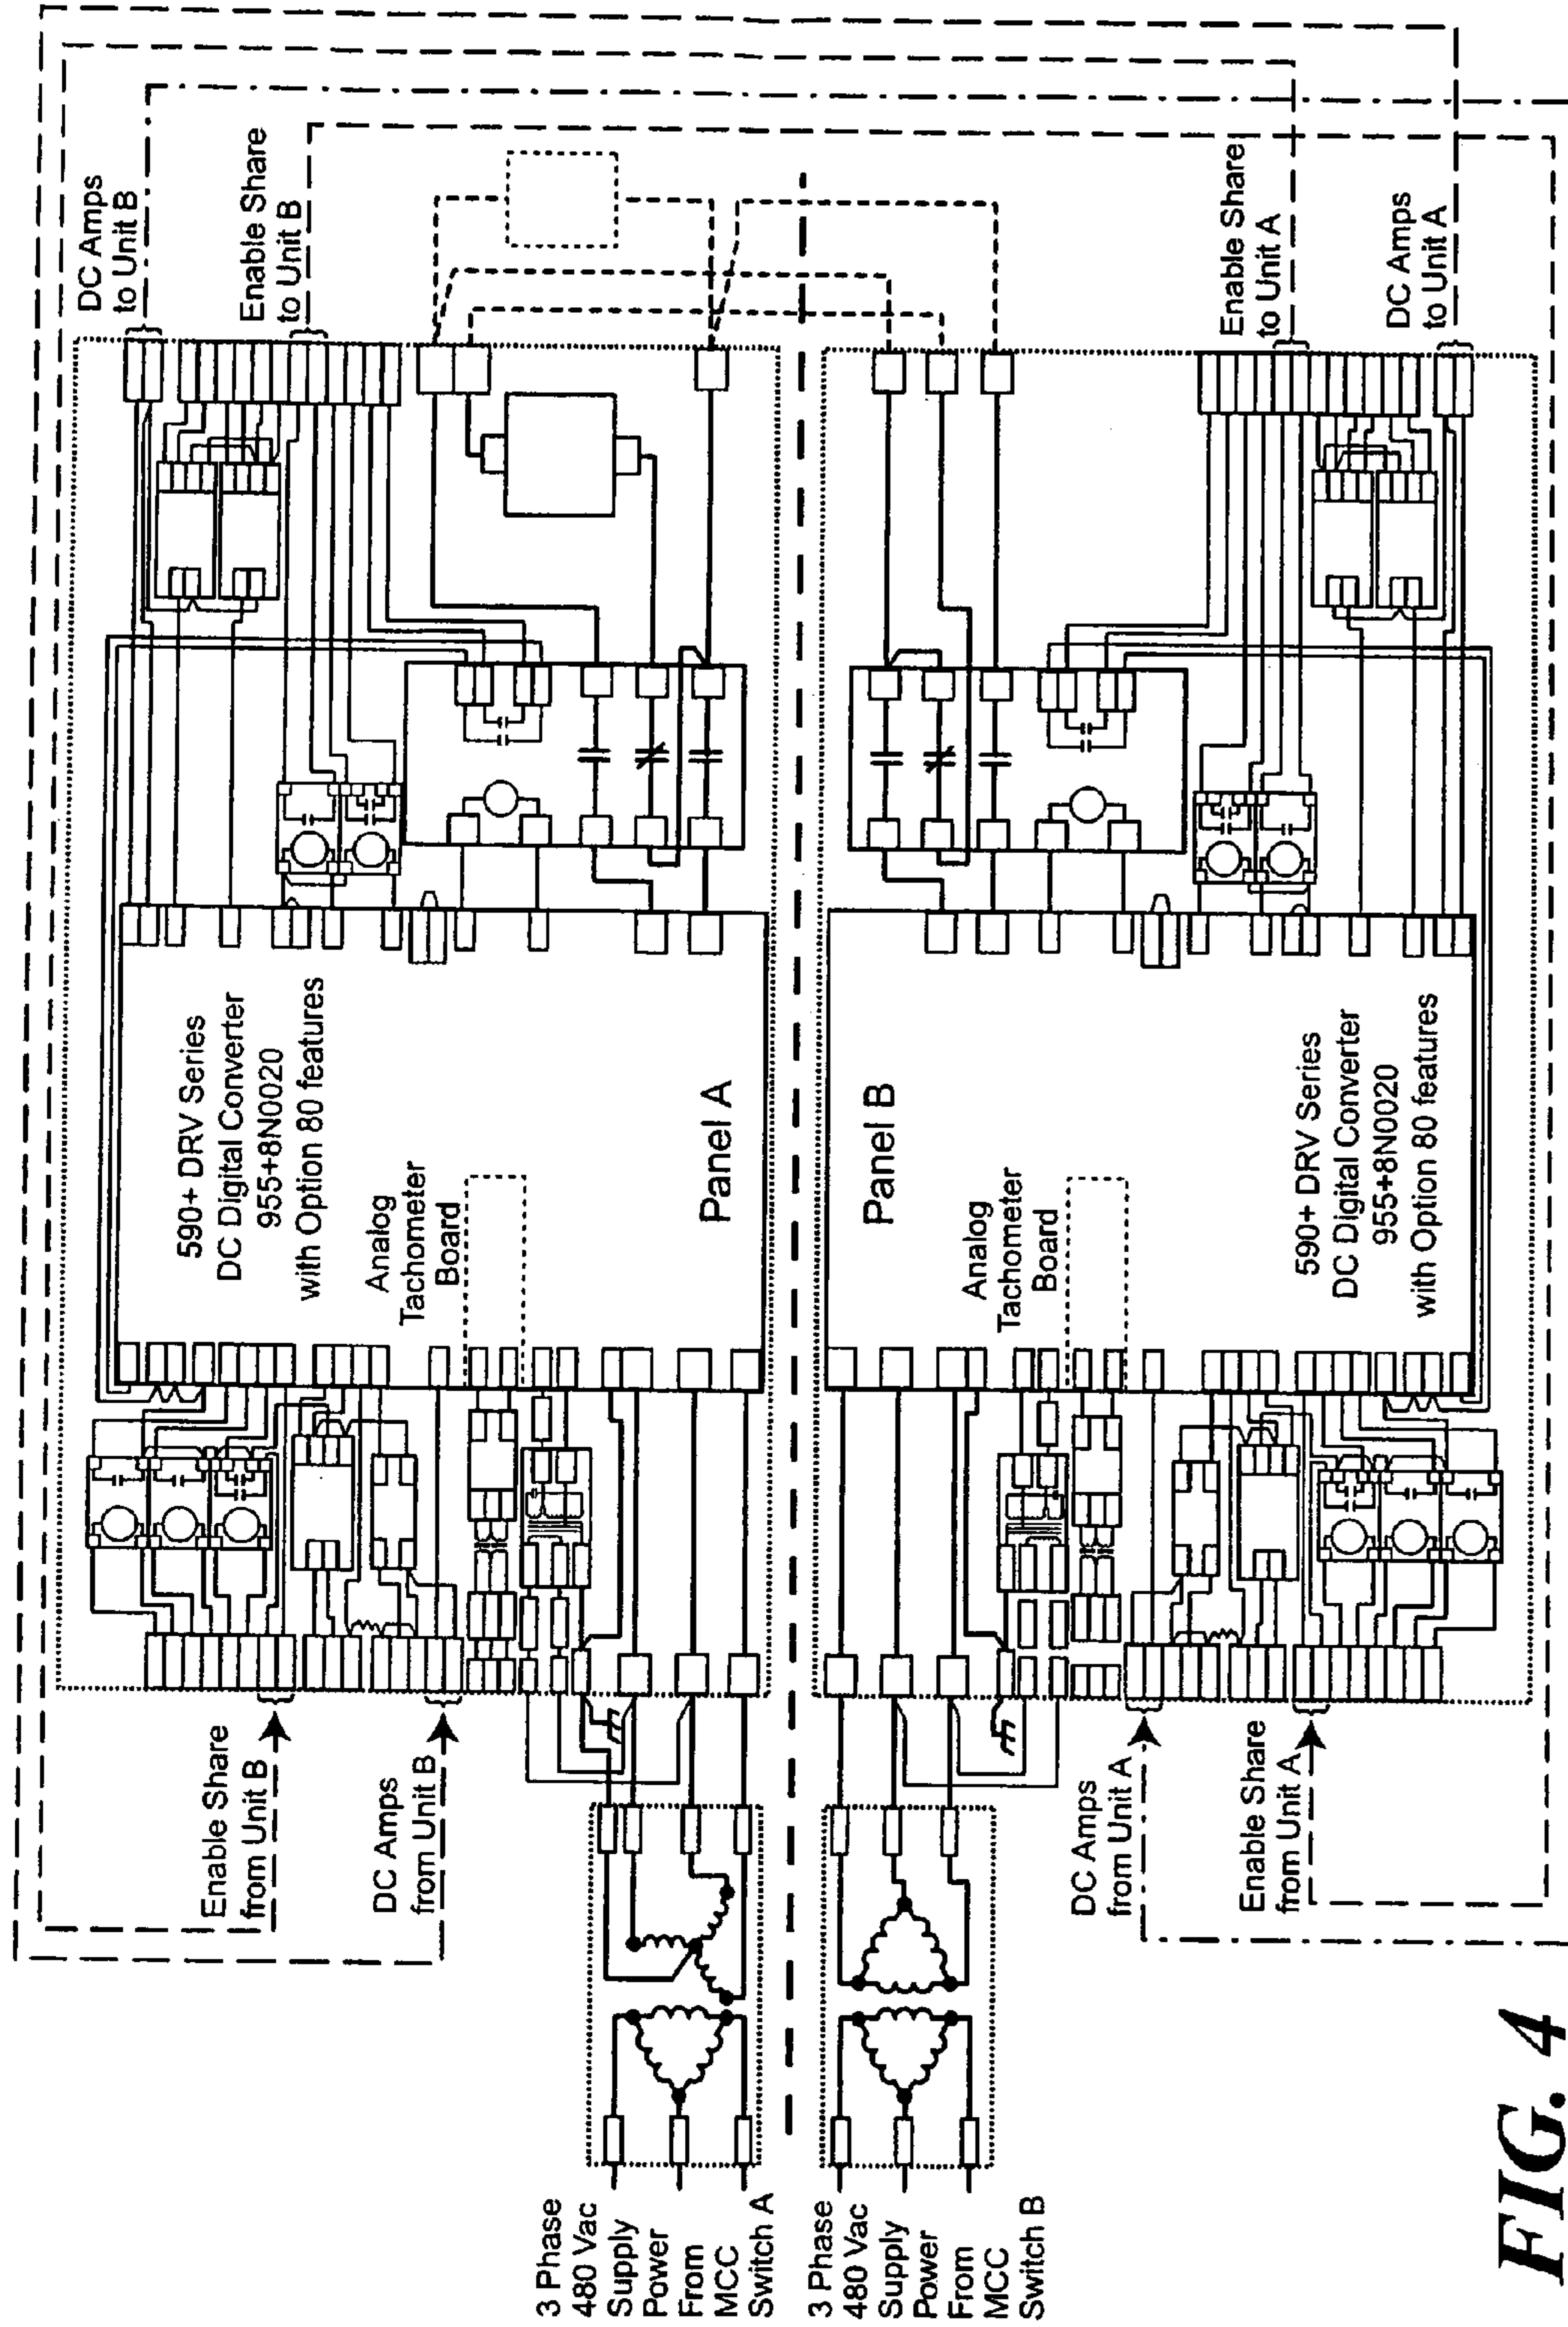 DC Amps
to Unit B
Enable Share
to Unit B
590+ DRV Series
DC Digital Converter
955+8N0020
with Option 80 features
Analog
Tachometer
Board
Panel A
Enable Share
from Unit B
DC Amps
from Unit B
3 Phase
480 Vac
Supply
Power
From
MCC
Switch A
Enable Share
to Unit A
DC Amps
to Unit A
Panel B
Analog
Tachometer
Board
590+ DRV Series
DC Digital Converter
955+8N0020
with Option 80 features
DC Amps
from Unit A
Enable Share
from Unit A
3 Phase
480 Vac
Supply
Power
From
MCC
Switch B
FIG. 4